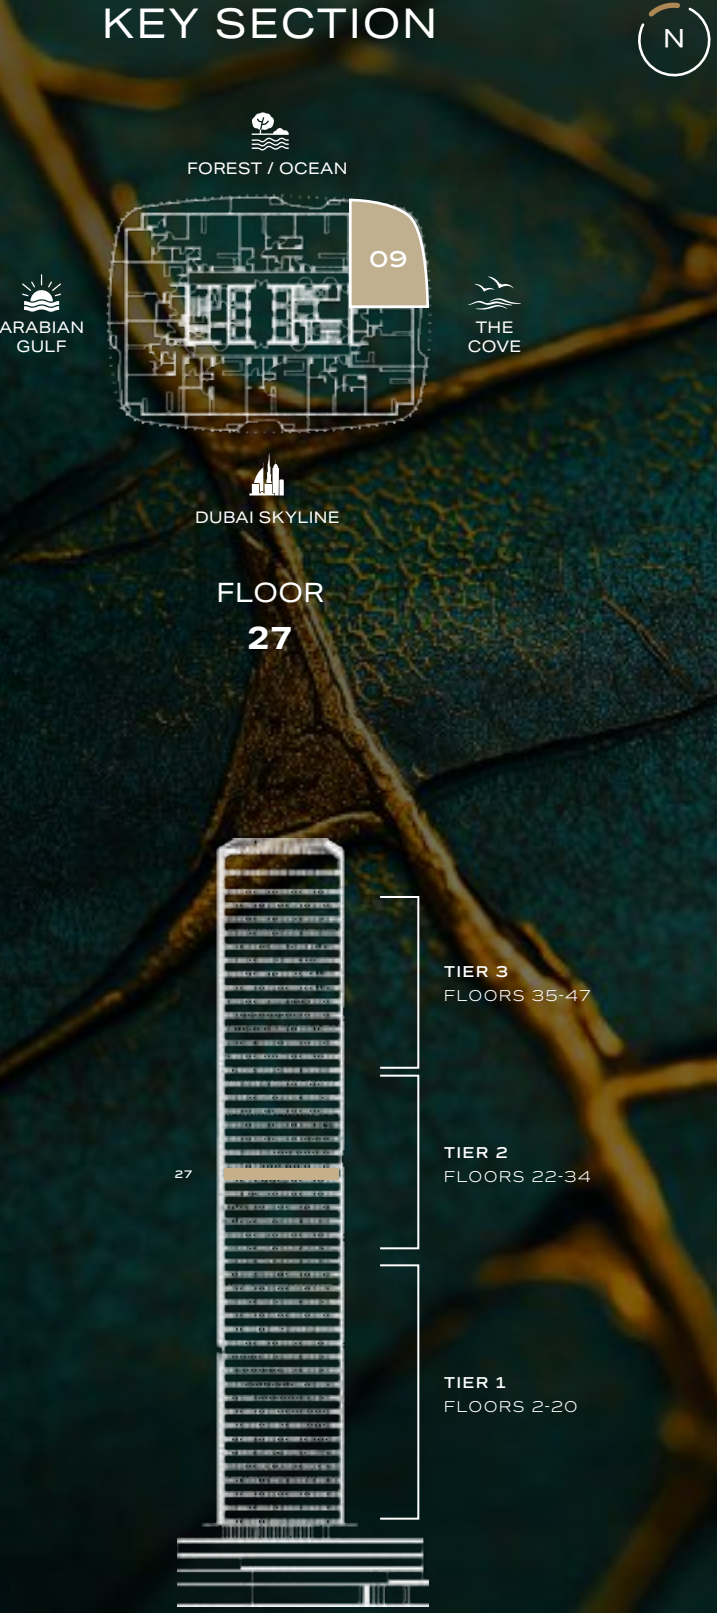 KEY SECTION
N
FOREST / OCEAN
09
ARABIAN
GULF
THE
COVE
DUBAI SKYLINE
FLOOR
27
TIER 3
FLOORS 35-47
TIER 2
FLOORS 22-34
27
TIER 1
FLOORS 2-20